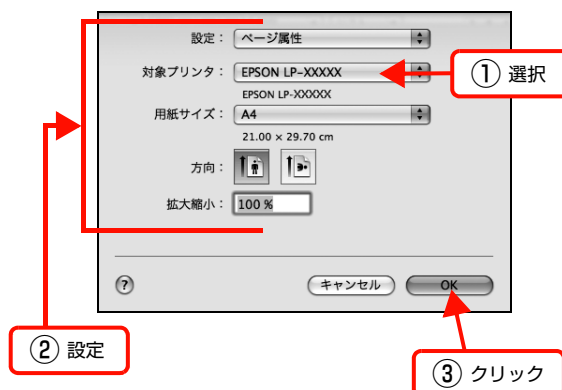 設定： ページ属性
対象プリンタ： EPSON LP-XXXXX
① 選択
EPSON LP-XXXXX
用紙サイズ： A4
21.00 × 29.70 cm
方向：
拡大縮小： 100 %
? キャンセル OK
② 設定
③ クリック